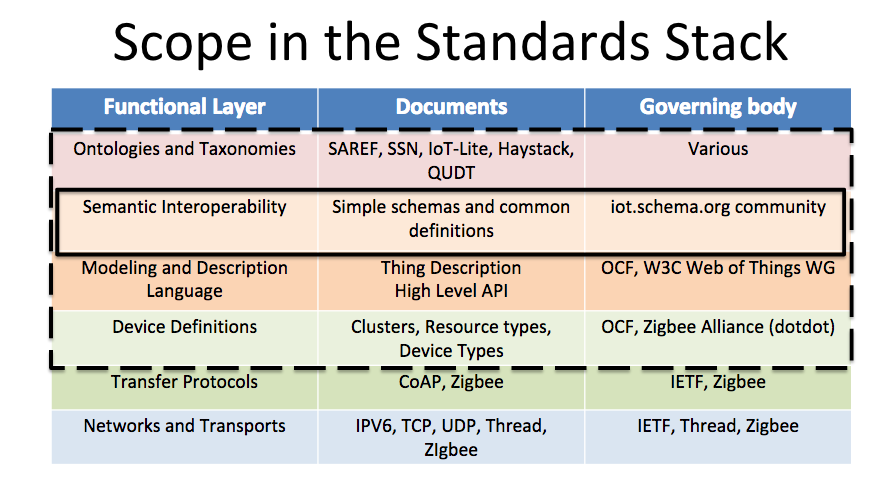 Scope in the Standards Stack
Functional Layer Documents Governing body
Ontologies and Taxonomies SAREF, SSN, IoT-Lite, Haystack, Various
QUDT
Semantic Interoperability Simple schemas and common iot.schema.org community
definitions
Modeling and Description Thing Description OCF, W3C Web of Things WG
Language High Level API
Device Definitions Clusters, Resource types, OCF, Zigbee Alliance (dotdot)
Device Types
Transfer Protocols CoAP, Zigbee IETF, Zigbee
Networks and Transports IPV6, TCP, UDP, Thread, IETF, Thread, Zigbee
ZIgbee